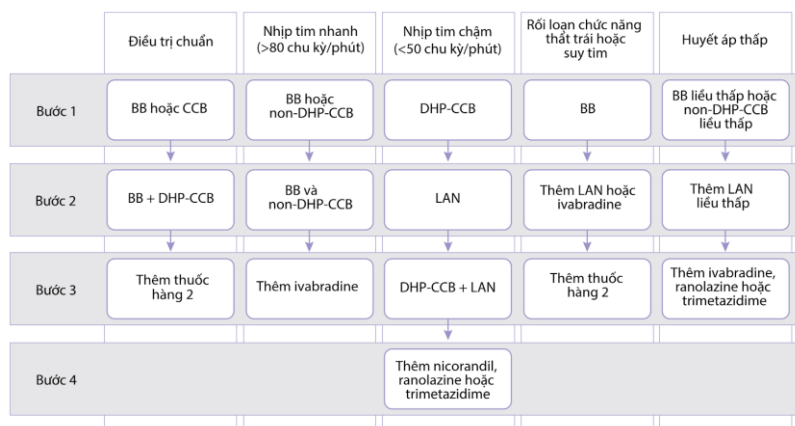 Điều trị chuẩn
Nhịp tim nhanh
(>80 chu kỳ/phút)
Nhịp tim chậm
(<50 chu kỳ/phút)
Rối loạn chức năng
thất trái hoặc
suy tim
Huyết áp thấp
Bước 1
BB hoặc CCB
BB hoặc
non-DHP-CCB
DHP-CCB
BB
BB liều thấp hoặc
non-DHP-CCB
liều thấp
Bước 2
BB + DHP-CCB
BB và
non-DHP-CCB
LAN
Thêm LAN hoặc
ivabradine
Thêm LAN
liều thấp
Bước 3
Thêm thuốc
hàng 2
Thêm ivabradine
DHP-CCB + LAN
Thêm thuốc
hàng 2
Thêm ivabradine,
ranolazine hoặc
trimetazidime
Bước 4
Thêm nicorandil,
ranolazine hoặc
trimetazidime